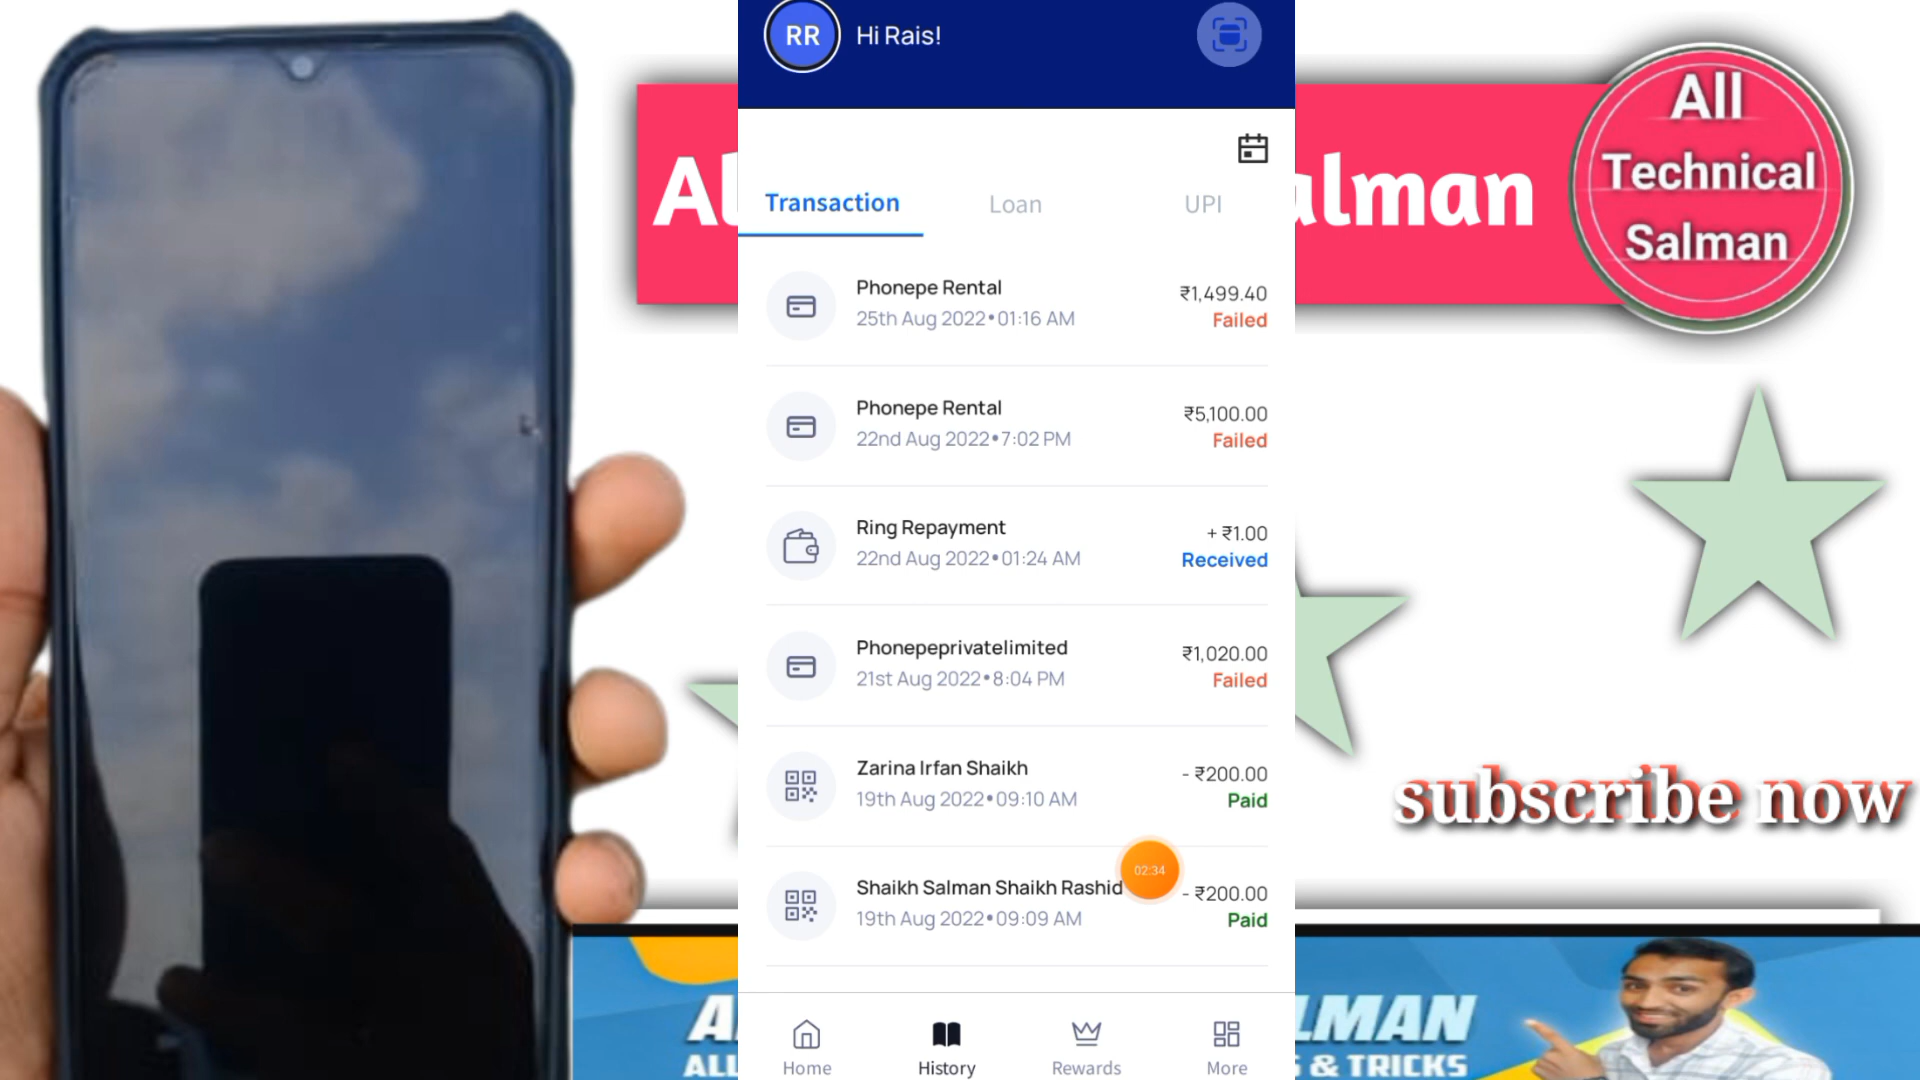 RR
Hi Rais!
All
Technical
Salman
Al
alman
Transaction
Loan
UPI
Phonepe Rental
₹1,499.40
25th Aug 2022•01:16 AM
Failed
Phonepe Rental
₹5,100.00
22nd Aug 2022•7:02 PM
Failed
Ring Repayment
+ ₹1.00
22nd Aug 2022•01:24 AM
Received
Phonepeprivatelimited
₹1,020.00
21st Aug 2022•8:04 PM
Failed
Zarina Irfan Shaikh
- ₹200.00
19th Aug 2022•09:10 AM
Paid
subscribe now
02:34
Shaikh Salman Shaikh Rashid
- ₹200.00
19th Aug 2022•09:09 AM
Paid
LMAN
ALL
& TRICKS
Home
History
Rewards
More